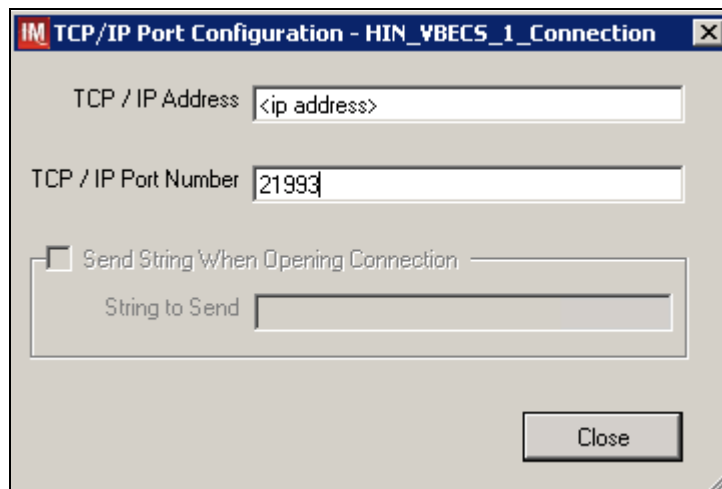 IM TCP/IP Port Configuration - HIN_VBECS_1_Connection
TCP / IP Address <ip address>
TCP / IP Port Number 21993
Send String When Opening Connection
String to Send
Close